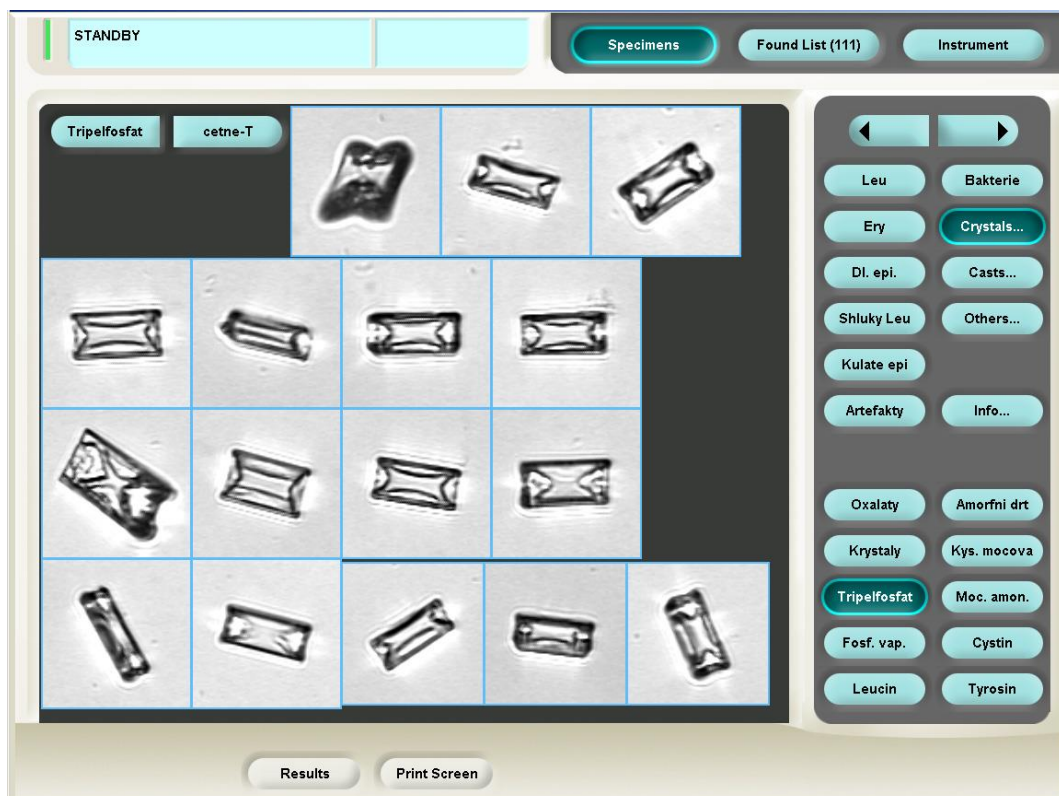 STANDBY
Specimens
Found List (111)
Instrument
Tripelfosfat
cetne-T
Leu
Bakterie
Ery
Crystals...
Dl. epi.
Casts...
Shluky Leu
Others...
Kulate epi
Artefakty
Info...
Oxalaty
Amorfni drt
Krystaly
Kys. mocova
Tripelfosfat
Moc. amon.
Fosf. vap.
Cystin
Leucin
Tyrosin
Results
Print Screen